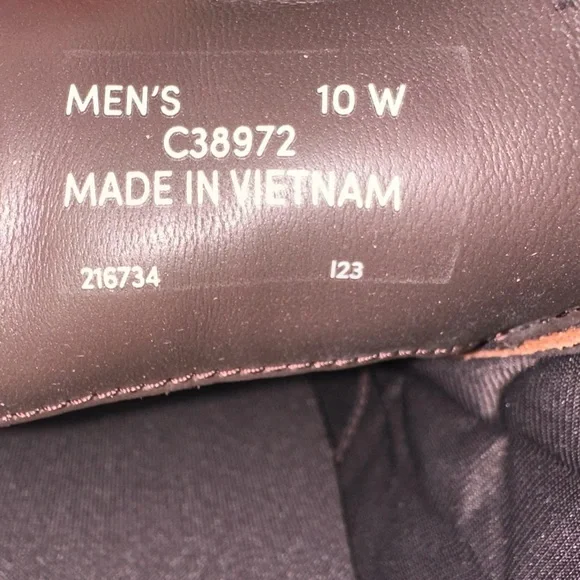 MEN'S 10 W
C38972
MADE IN VIETNAM
216734 I23